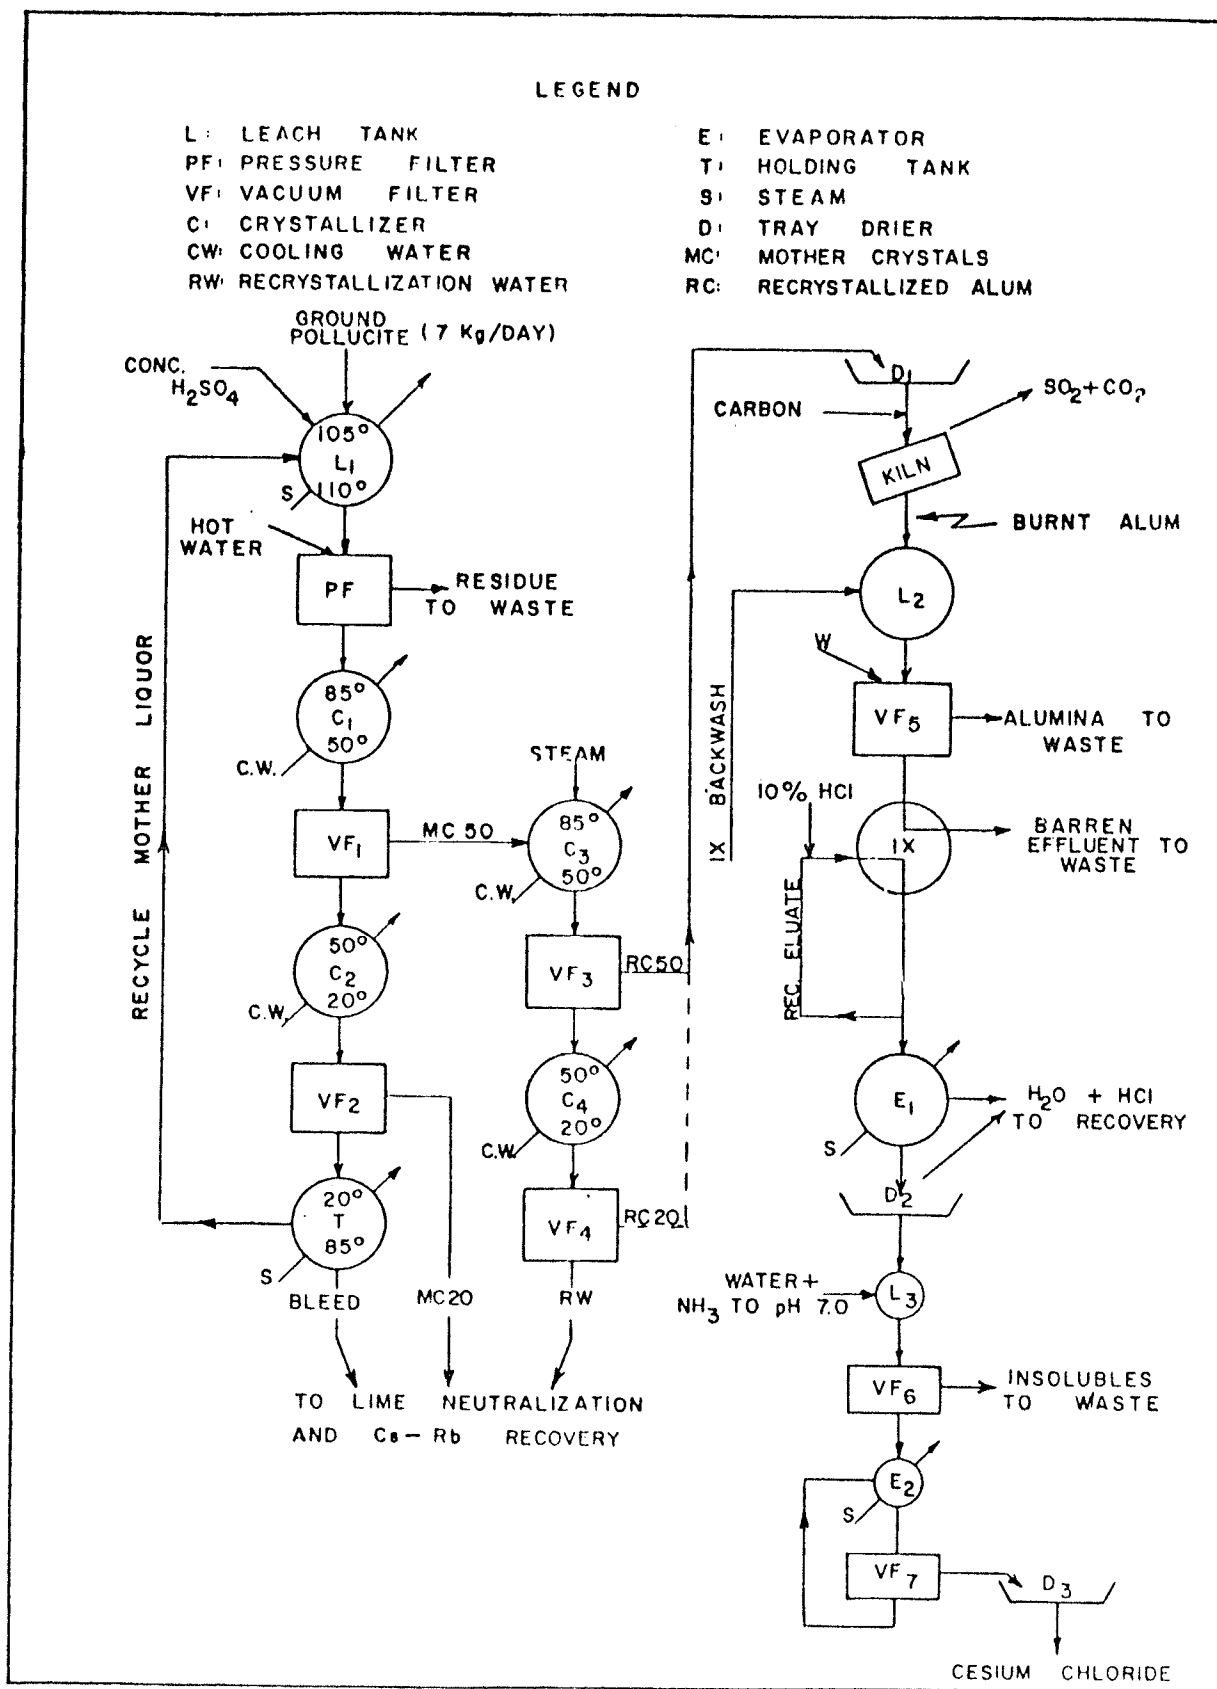 LEGEND
L: LEACH TANK
PF: PRESSURE FILTER
VF: VACUUM FILTER
C: CRYSTALLIZER
CW: COOLING WATER
RW: RECRYSTALLIZATION WATER
E: EVAPORATOR
T: HOLDING TANK
S: STEAM
D: TRAY DRIER
MC: MOTHER CRYSTALS
RC: RECRYSTALLIZED ALUM
GROUND
POLLUCITE (7 Kg/DAY)
CONC.
H₂SO₄
105°
L₁
110°
S
HOT
WATER
PF
RESIDUE
TO WASTE
RECYCLE MOTHER LIQUOR
85°
C₁
50°
C.W.
VF₁
MC 50
50°
C₂
20°
C.W.
VF₂
20°
T
85°
S
BLEED
MC20
RW
TO LIME NEUTRALIZATION
AND Cs-Rb RECOVERY
STEAM
85°
C₃
50°
C.W.
VF₃
RC50
50°
C₄
20°
C.W.
VF₄
RC20
D₁
CARBON
SO₂+CO₂
KILN
BURNT ALUM
L₂
IX BACKWASH
W
VF₅
ALUMINA TO
WASTE
10% HCl
IX
BARREN
EFFLUENT TO
WASTE
REC. ELUATE
E₁
S
H₂O + HCl
TO RECOVERY
D₂
WATER+
NH₃ TO pH 7.0
L₃
VF₆
INSOLUBLES
TO WASTE
E₂
S
VF₇
D₃
CESIUM CHLORIDE